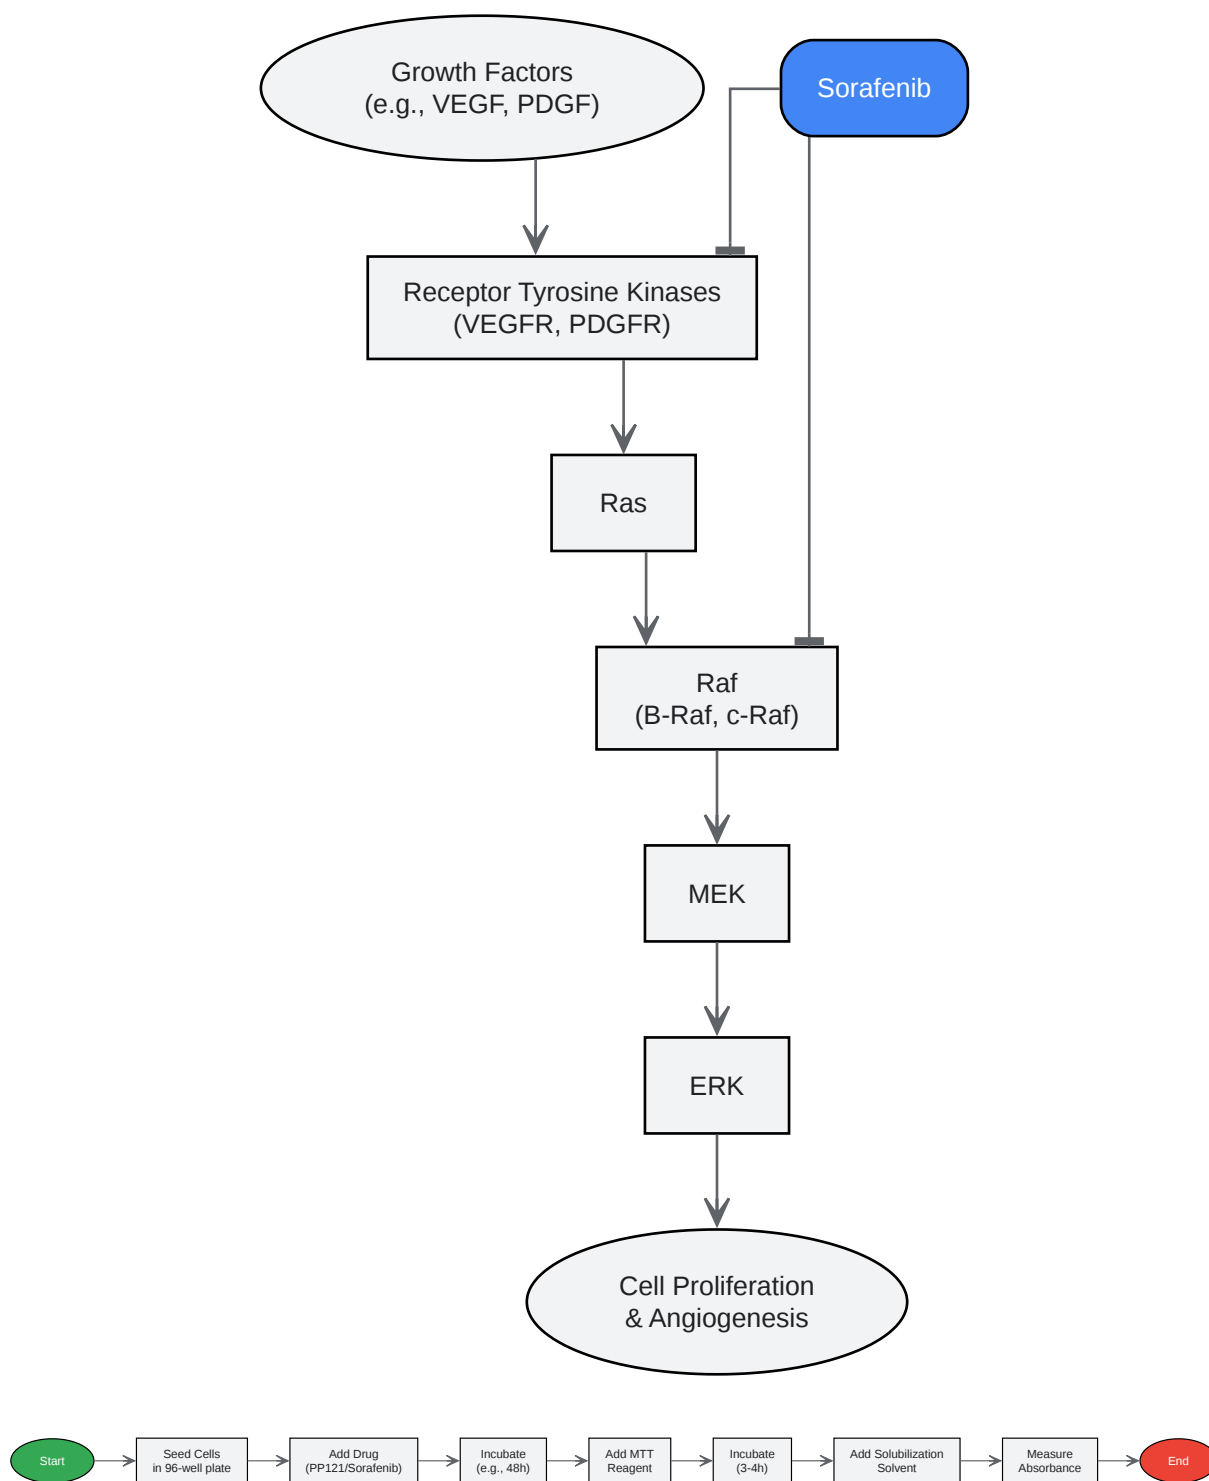 Growth Factors
(e.g., VEGF, PDGF)
Sorafenib
Receptor Tyrosine Kinases
(VEGFR, PDGFR)
Ras
Raf
(B-Raf, c-Raf)
MEK
ERK
Cell Proliferation
& Angiogenesis
Start
Seed Cells
in 96-well plate
Add Drug
(PP121/Sorafenib)
Incubate
(e.g., 48h)
Add MTT
Reagent
Incubate
(3-4h)
Add Solubilization
Solvent
Measure
Absorbance
End